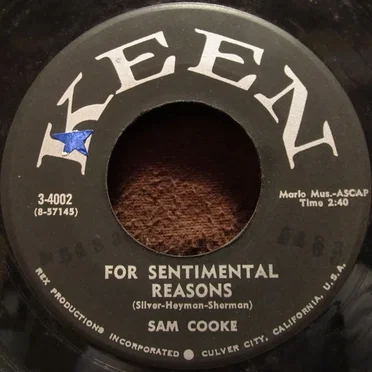 KEEN
3-4002
(8-57145)
Marlo Mus.-ASCAP
Time 2:40
FOR SENTIMENTAL
REASONS
(Silver-Heyman-Sherman)
SAM COOKE
REX PRODUCTIONS INCORPORATED CULVER CITY, CALIFORNIA, U.S.A.